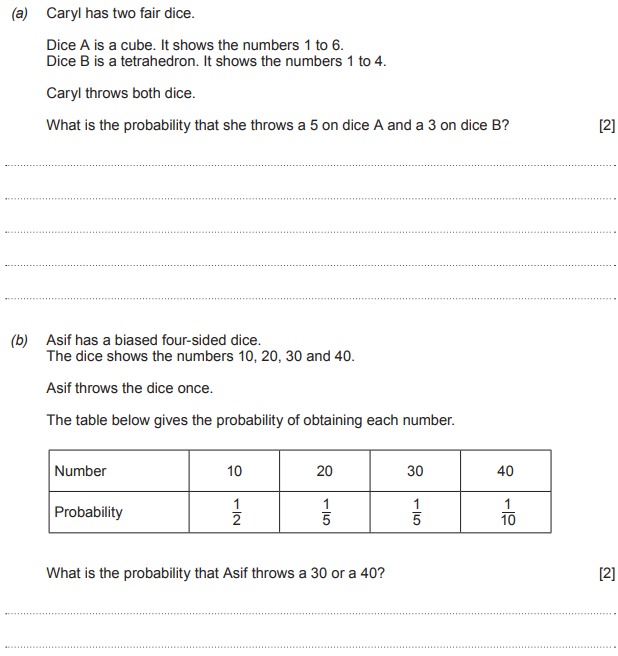 (a) Caryl has two fair dice.
Dice A is a cube. It shows the numbers 1 to 6.
Dice B is a tetrahedron. It shows the numbers 1 to 4.
Caryl throws both dice.
What is the probability that she throws a 5 on dice A and a 3 on dice B? [2]
(b) Asif has a biased four-sided dice.
The dice shows the numbers 10, 20, 30 and 40.
Asif throws the dice once.
The table below gives the probability of obtaining each number.
Number 10 20 30 40
Probability 1/2 1/5 1/5 1/10
What is the probability that Asif throws a 30 or a 40? [2]